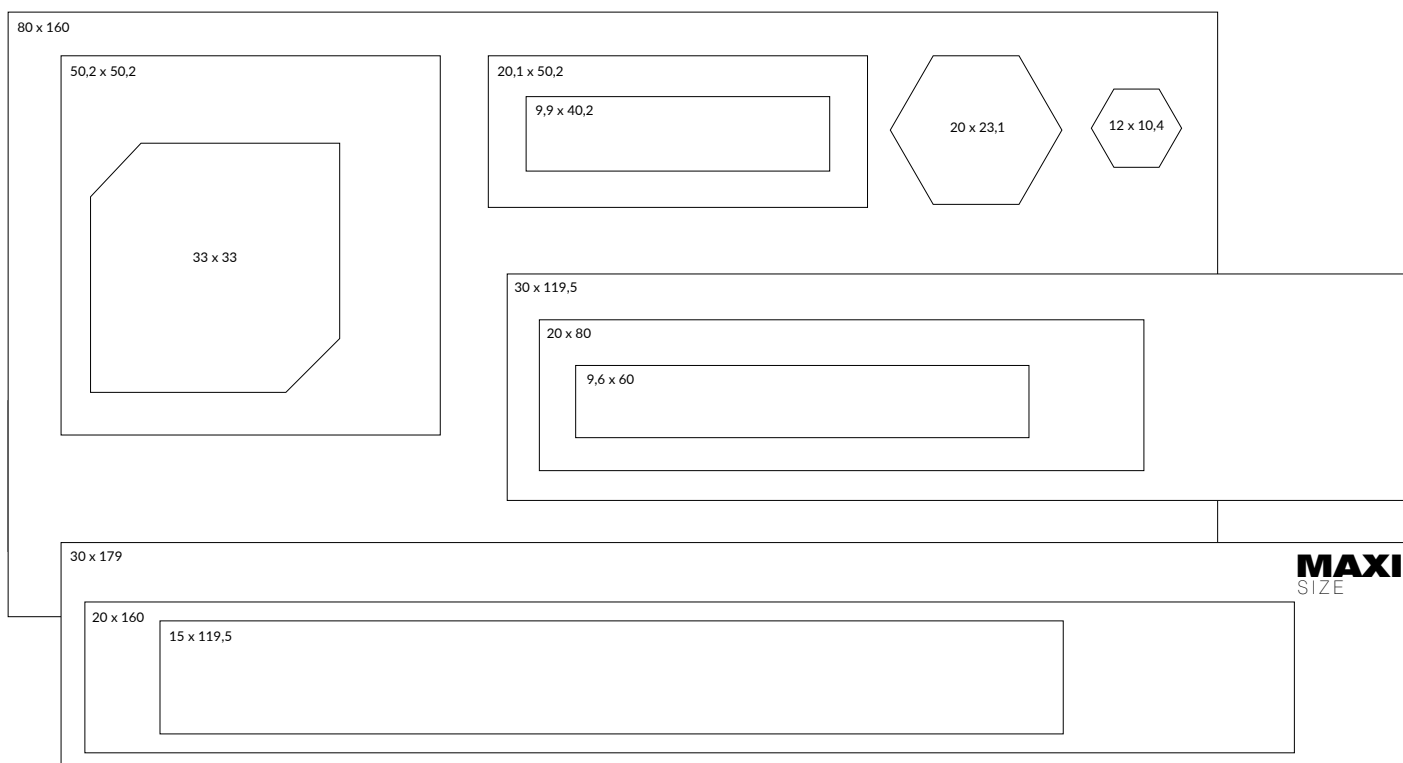 80 x 160
50,2 x 50,2
20,1 x 50,2
9,9 x 40,2
20 x 23,1
12 x 10,4
33 x 33
30 x 119,5
20 x 80
9,6 x 60
30 x 179
MAXI
SIZE
20 x 160
15 x 119,5